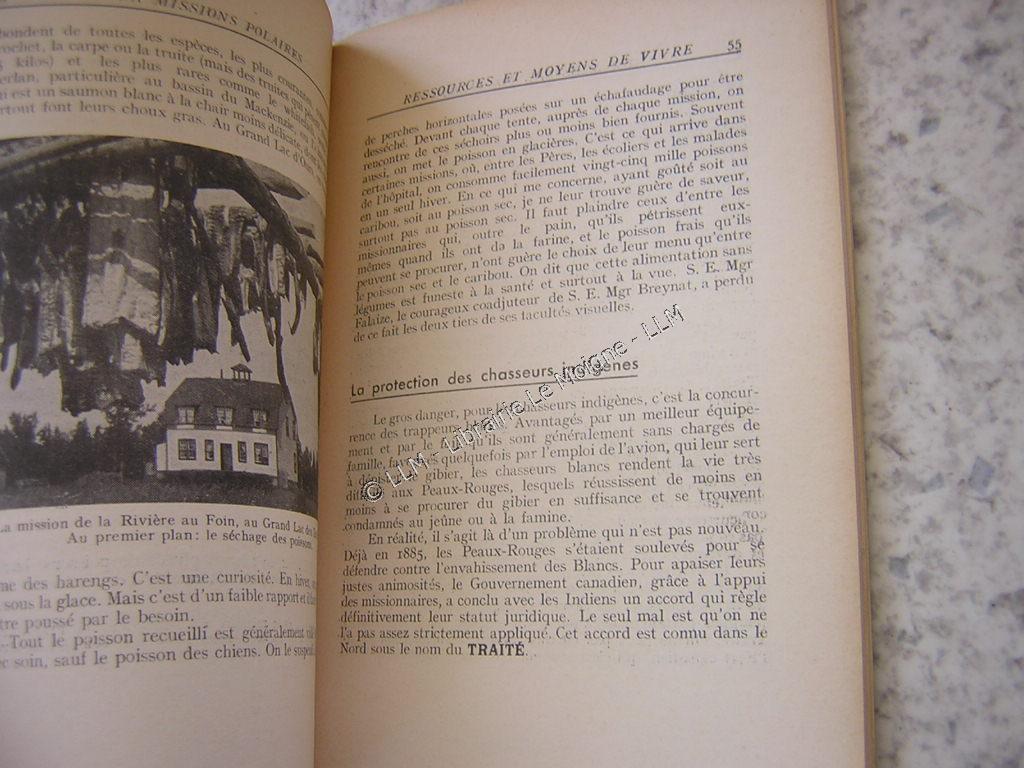 MISSIONS POLAIRES
bondent de toutes les espèces, les plus courantes
rochet, la carpe ou la truite (mais des truites qui
kilos) et les plus rares comme le
erlan, particulière au bassin du Mackenzie, ou
est un saumon blanc à la chair moins délicate, dont
rtout font leurs choux gras. Au Grand Lac d'Ours
La mission de la Rivière au Foin, au Grand Lac des
Au premier plan : le séchage des poissons.
me des harengs. C'est une curiosité. En hiver,
sous la glace. Mais c'est d'un faible rapport et
tre poussé par le besoin.
Tout le poisson recueilli est généralement
ec soin, sauf le poisson des chiens. On le suspend
RESSOURCES ET MOYENS DE VIVRE 55
de perches horizontales posées sur un échafaudage pour être
desséché. Devant chaque tente, auprès de chaque mission, on
rencontre de ces séchoirs plus ou moins bien fournis. Souvent
aussi, on met le poisson en glacières. C'est ce qui arrive dans
certaines missions, où, entre les Pères, les écoliers et les malades
de l'hôpital, on consomme facilement vingt-cinq mille poissons
en un seul hiver. En ce qui me concerne, ayant goûté soit au
caribou, soit au poisson sec, je ne leur trouve guère de saveur,
surtout pas au poisson sec. Il faut plaindre ceux d'entre les
missionnaires qui, outre le pain, qu'ils pétrissent eux-
mêmes quand ils ont da la farine, et le poisson frais qu'ils
peuvent se procurer, n'ont guère le choix de leur menu qu'entre
le poisson sec et le caribou. On dit que cette alimentation sans
légumes est funeste à la santé et surtout à la vue. S. E. Mgr
Falaize, le courageux coadjuteur de S. E. Mgr Breynat, a perdu
de ce fait les deux tiers de ses facultés visuelles.
La protection des chasseurs indigènes
Le gros danger, pour les chasseurs indigènes, c'est la concur-
rence des trappeurs blancs. Avantagés par un meilleur équipe-
ment et par le fait qu'ils sont généralement sans charges de
famille, favorisés quelquefois par l'emploi de l'avion, qui leur sert
à dépister le gibier, les chasseurs blancs rendent la vie très
difficile aux Peaux-Rouges, lesquels réussissent de moins en
moins à se procurer du gibier en suffisance et se trouvent
condamnés au jeûne ou à la famine.
En réalité, il s'agit là d'un problème qui n'est pas nouveau.
Déjà en 1885, les Peaux-Rouges s'étaient soulevés pour se
défendre contre l'envahissement des Blancs. Pour apaiser leurs
justes animosités, le Gouvernement canadien, grâce à l'appui
des missionnaires, a conclu avec les Indiens un accord qui règle
définitivement leur statut juridique. Le seul mal est qu'on ne
l'a pas assez strictement appliqué. Cet accord est connu dans le
Nord sous le nom du TRAITÉ.
© LLM - Librairie Le Moigne - LLM